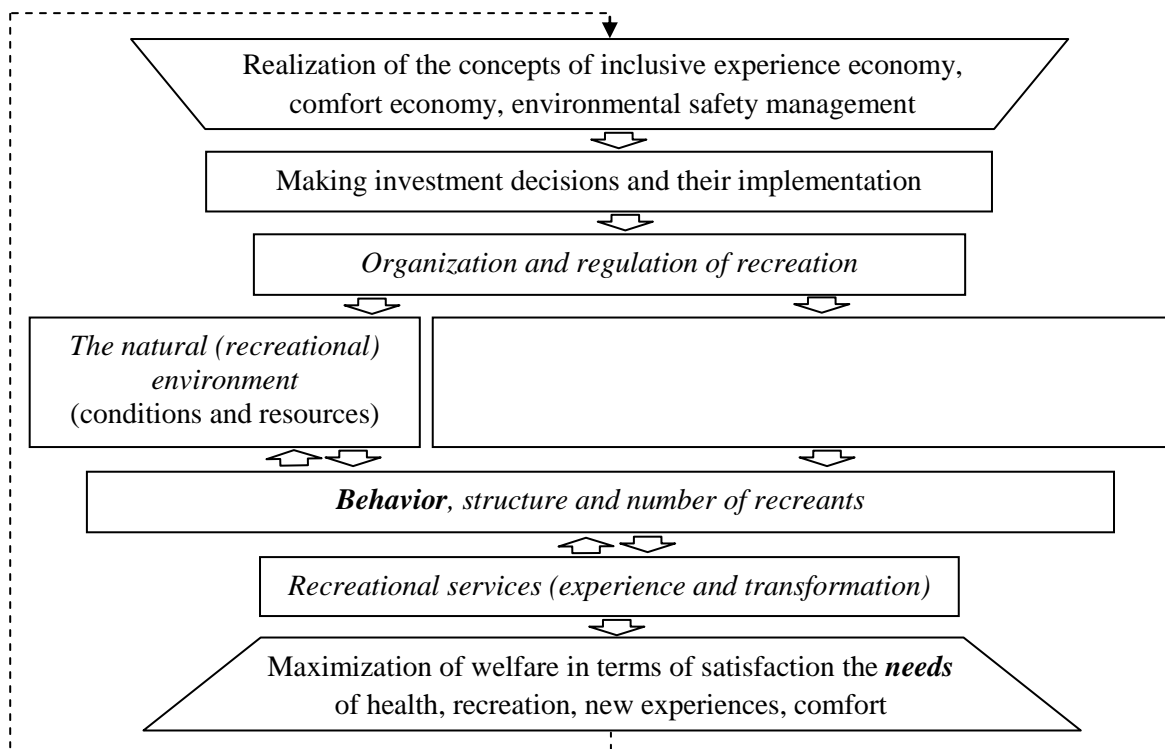 Realization of the concepts of inclusive experience economy,
comfort economy, environmental safety management
Making investment decisions and their implementation
Organization and regulation of recreation
The natural (recreational)
environment
(conditions and resources)
Behavior, structure and number of recreants
Recreational services (experience and transformation)
Maximization of welfare in terms of satisfaction the needs
of health, recreation, new experiences, comfort